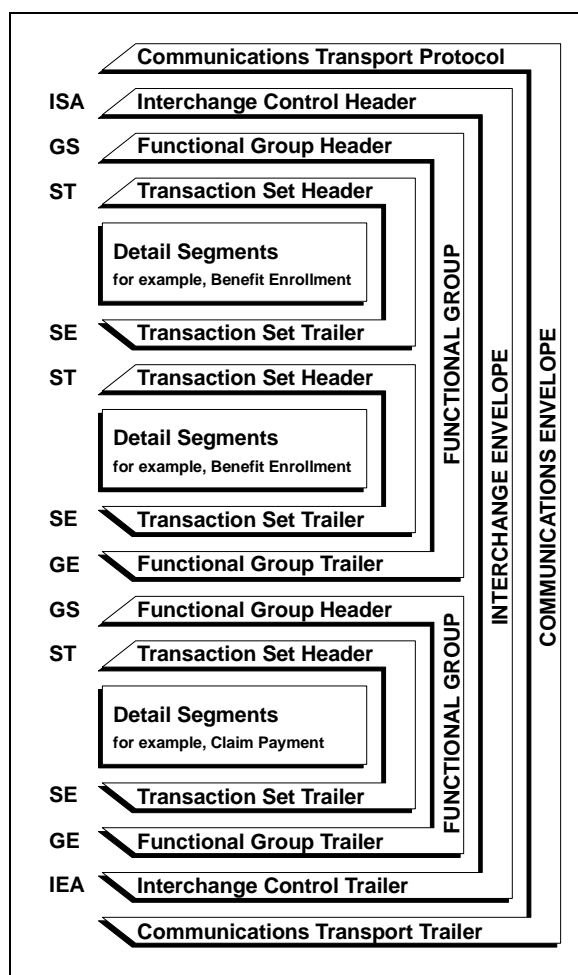 Communications Transport Protocol
ISA Interchange Control Header
GS Functional Group Header
ST Transaction Set Header
Detail Segments
for example, Benefit Enrollment
SE Transaction Set Trailer
ST Transaction Set Header
Detail Segments
for example, Benefit Enrollment
SE Transaction Set Trailer
GE Functional Group Trailer
FUNCTIONAL GROUP
GS Functional Group Header
ST Transaction Set Header
Detail Segments
for example, Claim Payment
SE Transaction Set Trailer
GE Functional Group Trailer
FUNCTIONAL GROUP
IEA Interchange Control Trailer
INTERCHANGE ENVELOPE
Communications Transport Trailer
COMMUNICATIONS ENVELOPE